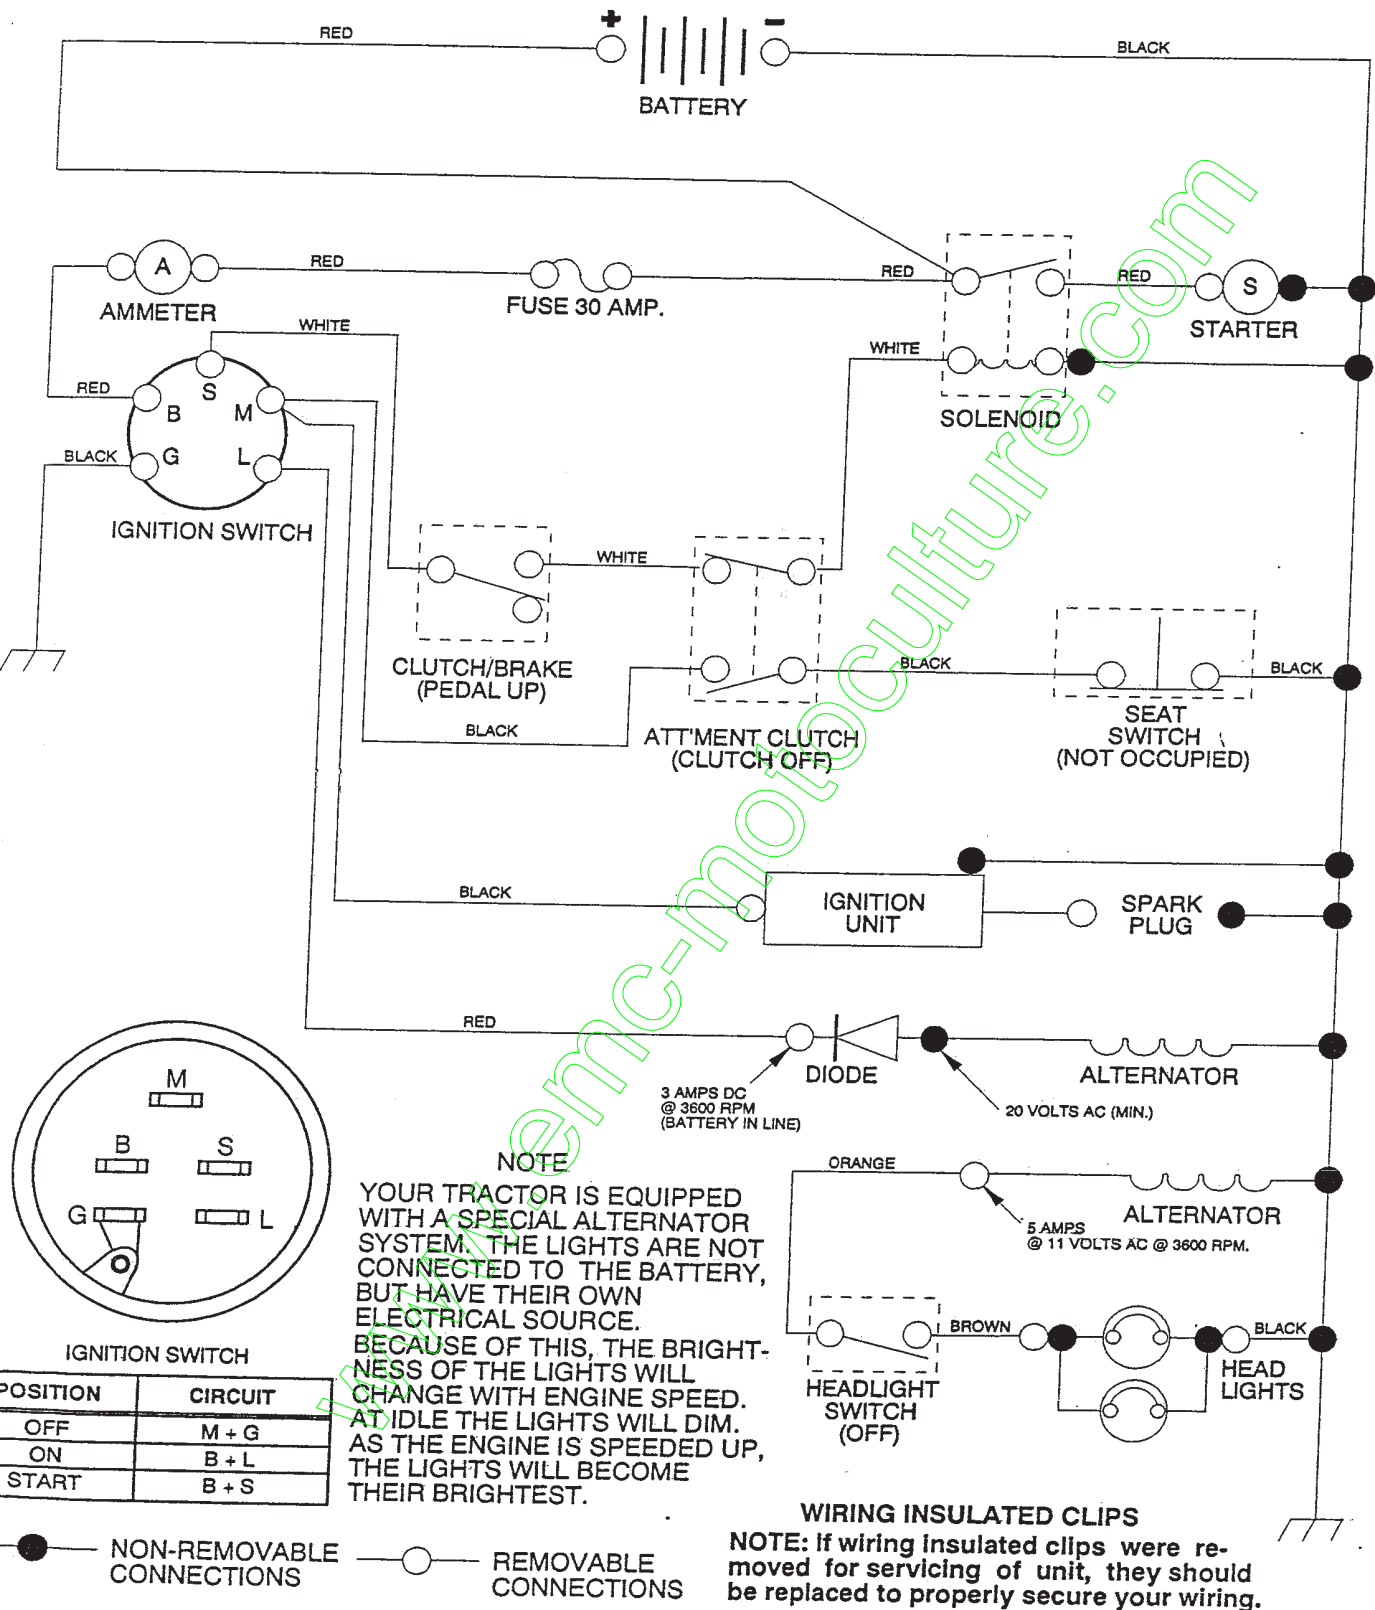 + −
RED
BLACK
BATTERY
A
RED
RED
RED
S
AMMETER
FUSE 30 AMP.
STARTER
WHITE
WHITE
SOLENOID
RED
S
B
M
BLACK
G
L
IGNITION SWITCH
WHITE
CLUTCH/BRAKE
(PEDAL UP)
BLACK
BLACK
BLACK
ATT'MENT CLUTCH
(CLUTCH OFF)
SEAT
SWITCH
(NOT OCCUPIED)
BLACK
IGNITION
UNIT
SPARK
PLUG
RED
DIODE
ALTERNATOR
3 AMPS DC
@ 3600 RPM
(BATTERY IN LINE)
20 VOLTS AC (MIN.)
ORANGE
ALTERNATOR
5 AMPS
@ 11 VOLTS AC @ 3600 RPM.
BROWN
BLACK
HEAD
LIGHTS
HEADLIGHT
SWITCH
(OFF)
M
B
S
G
L
IGNITION SWITCH
POSITION CIRCUIT
OFF M + G
ON B + L
START B + S
NOTE
YOUR TRACTOR IS EQUIPPED
WITH A SPECIAL ALTERNATOR
SYSTEM. THE LIGHTS ARE NOT
CONNECTED TO THE BATTERY,
BUT HAVE THEIR OWN
ELECTRICAL SOURCE.
BECAUSE OF THIS, THE BRIGHT-
NESS OF THE LIGHTS WILL
CHANGE WITH ENGINE SPEED.
AT IDLE THE LIGHTS WILL DIM.
AS THE ENGINE IS SPEEDED UP,
THE LIGHTS WILL BECOME
THEIR BRIGHTEST.
NON-REMOVABLE
CONNECTIONS
REMOVABLE
CONNECTIONS
WIRING INSULATED CLIPS
NOTE: If wiring insulated clips were re-
moved for servicing of unit, they should
be replaced to properly secure your wiring.
www.emc-motoculture.com